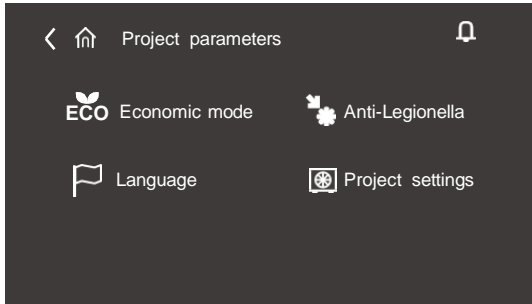 Project parameters
ECO Economic mode
Anti-Legionella
Language
Project settings